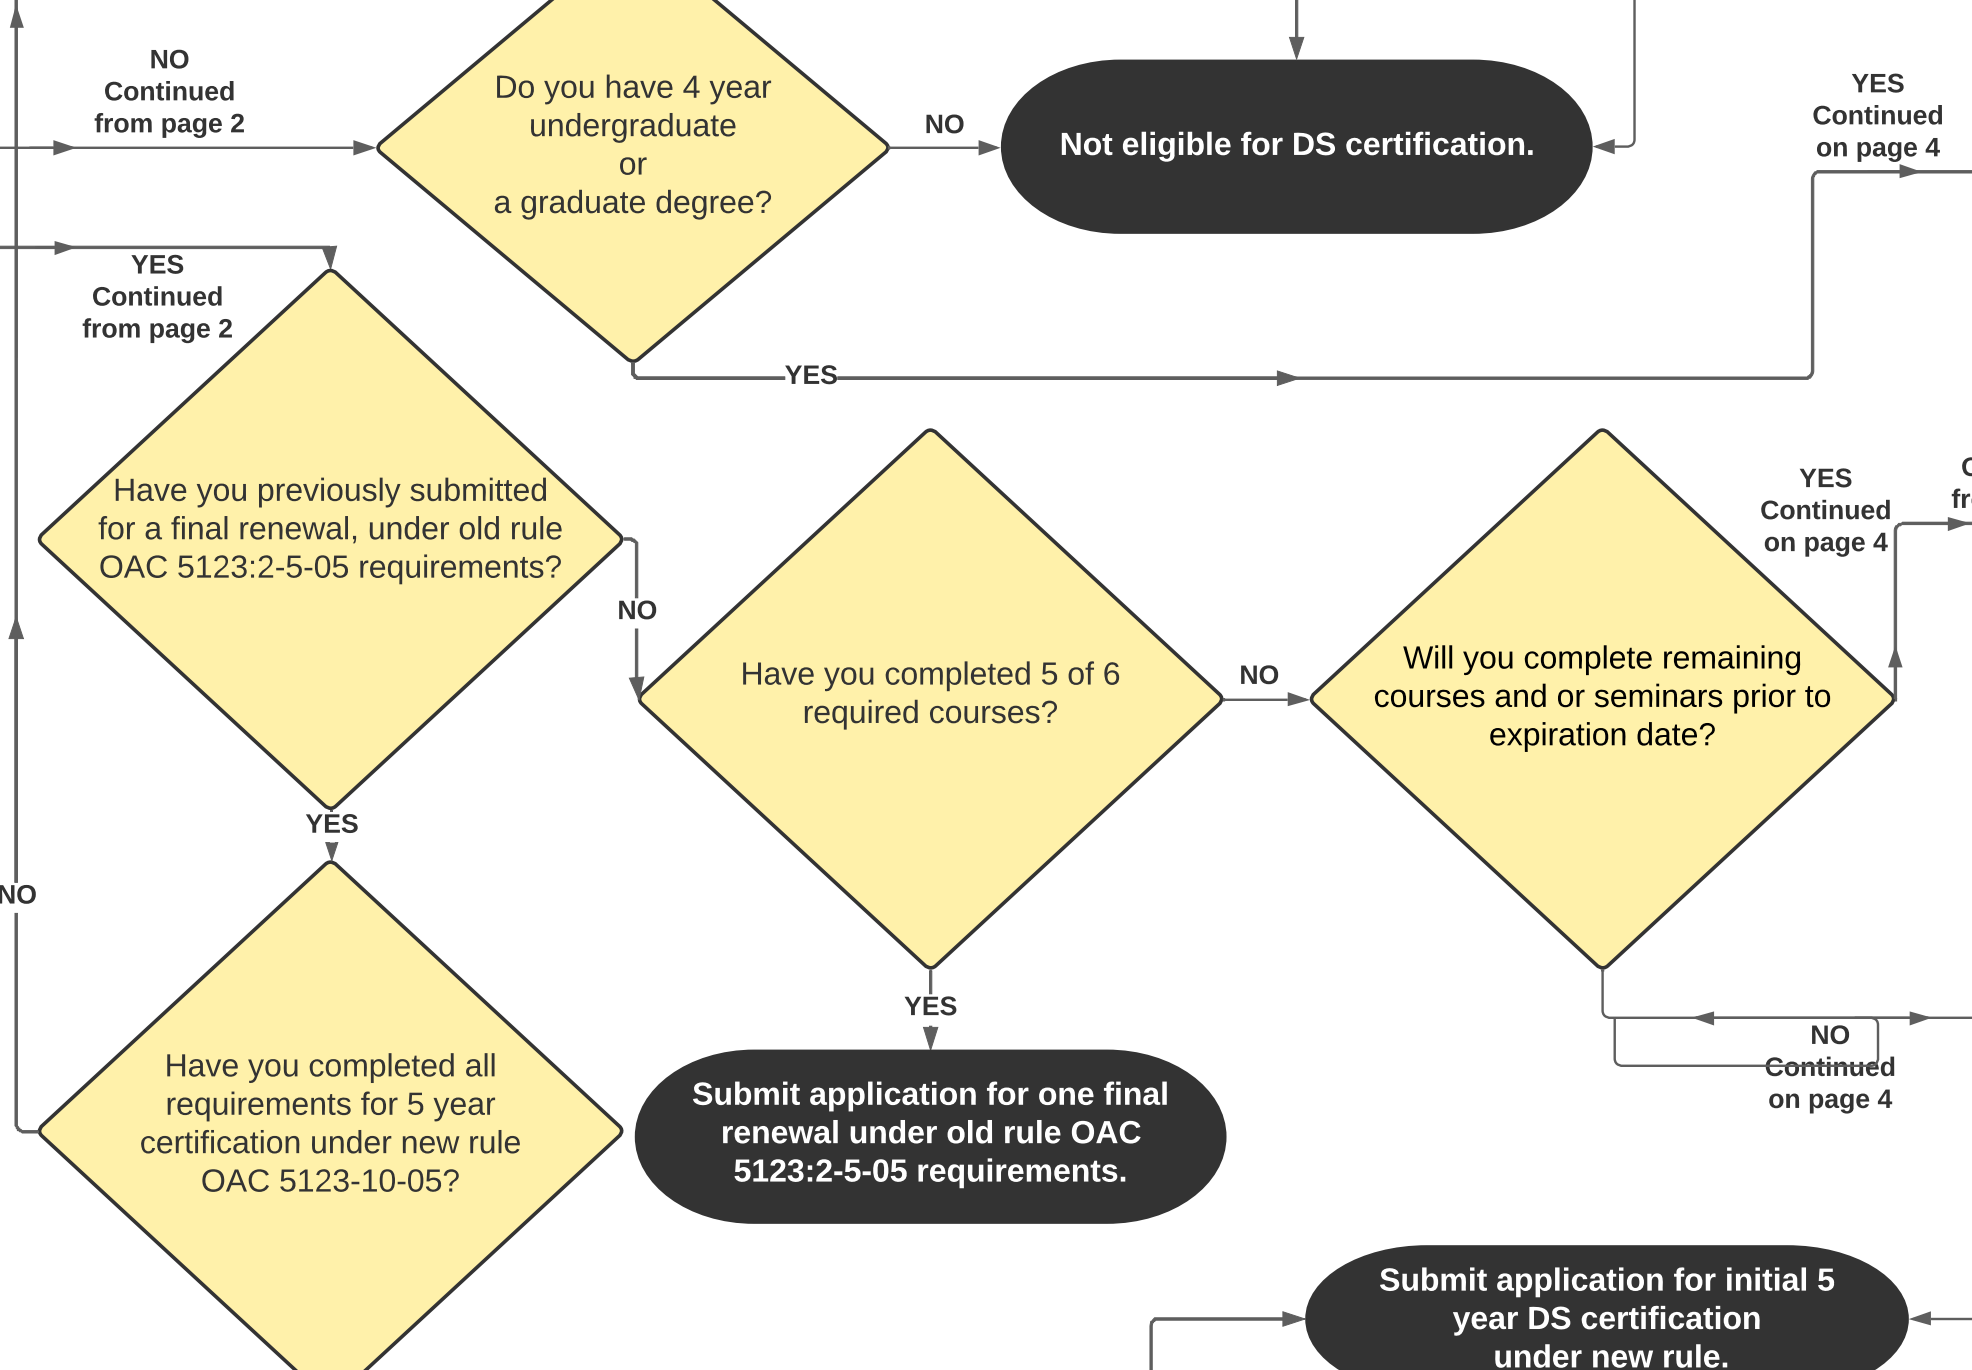 NO
Continued
from page 2
Do you have 4 year
undergraduate
or
a graduate degree?
NO
Not eligible for DS certification.
YES
Continued
on page 4
YES
Continued
from page 2
YES
Have you previously submitted
for a final renewal, under old rule
OAC 5123:2-5-05 requirements?
NO
Have you completed 5 of 6
required courses?
NO
Will you complete remaining
courses and or seminars prior to
expiration date?
YES
Continued
on page 4
YES
NO
Have you completed all
requirements for 5 year
certification under new rule
OAC 5123-10-05?
YES
Submit application for one final
renewal under old rule OAC
5123:2-5-05 requirements.
NO
Continued
on page 4
Submit application for initial 5
year DS certification
under new rule.